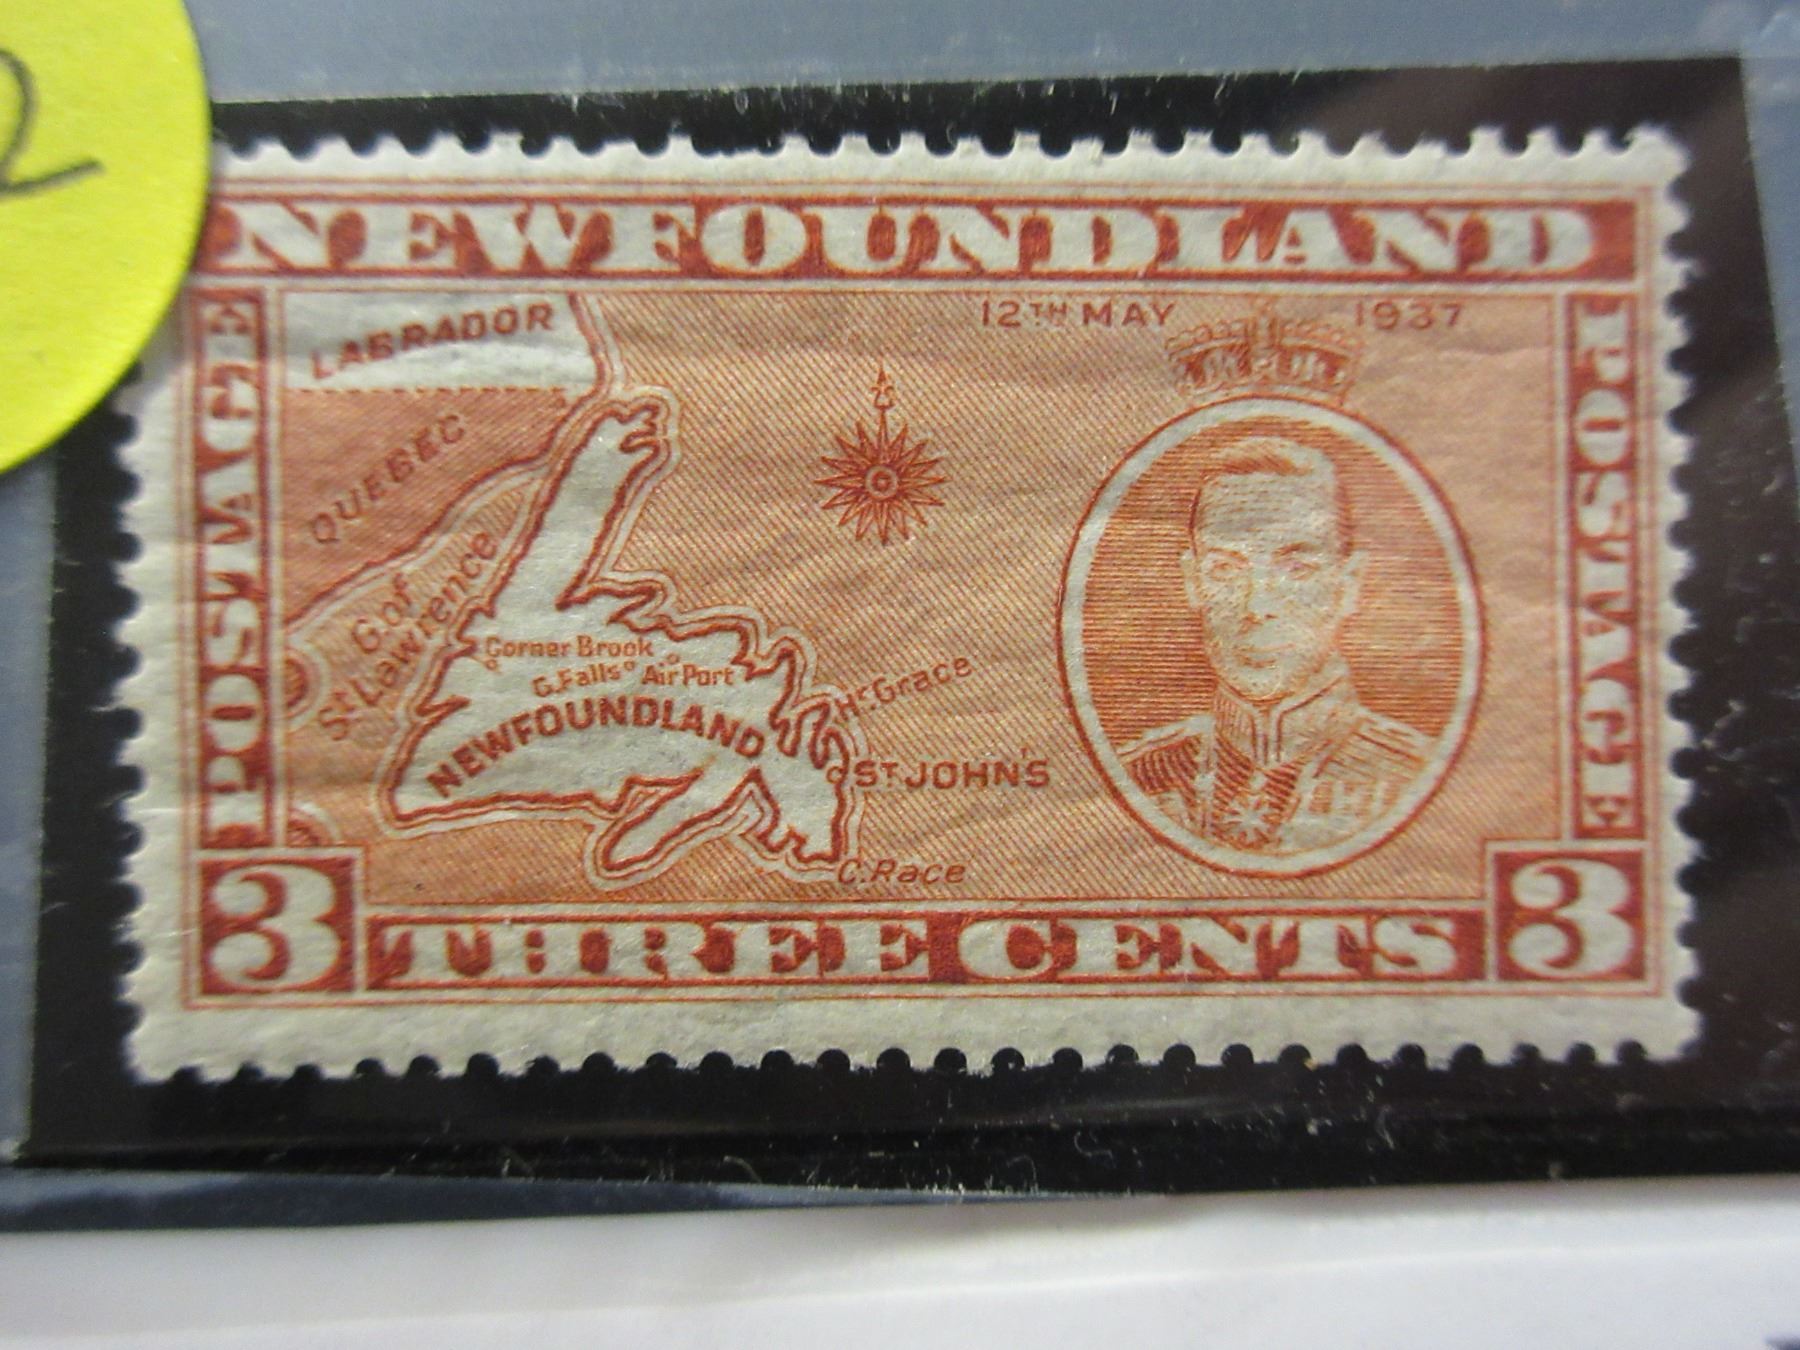 NEWFOUNDLAND
12TH MAY 1937
LABRADOR
QUEBEC
G. of
St. Lawrence
Corner Brook
G. Falls Air Port
NEWFOUNDLAND
Hr. Grace
ST. JOHN'S
C. Race
POSTAGE
POSTAGE
3 THREE CENTS 3